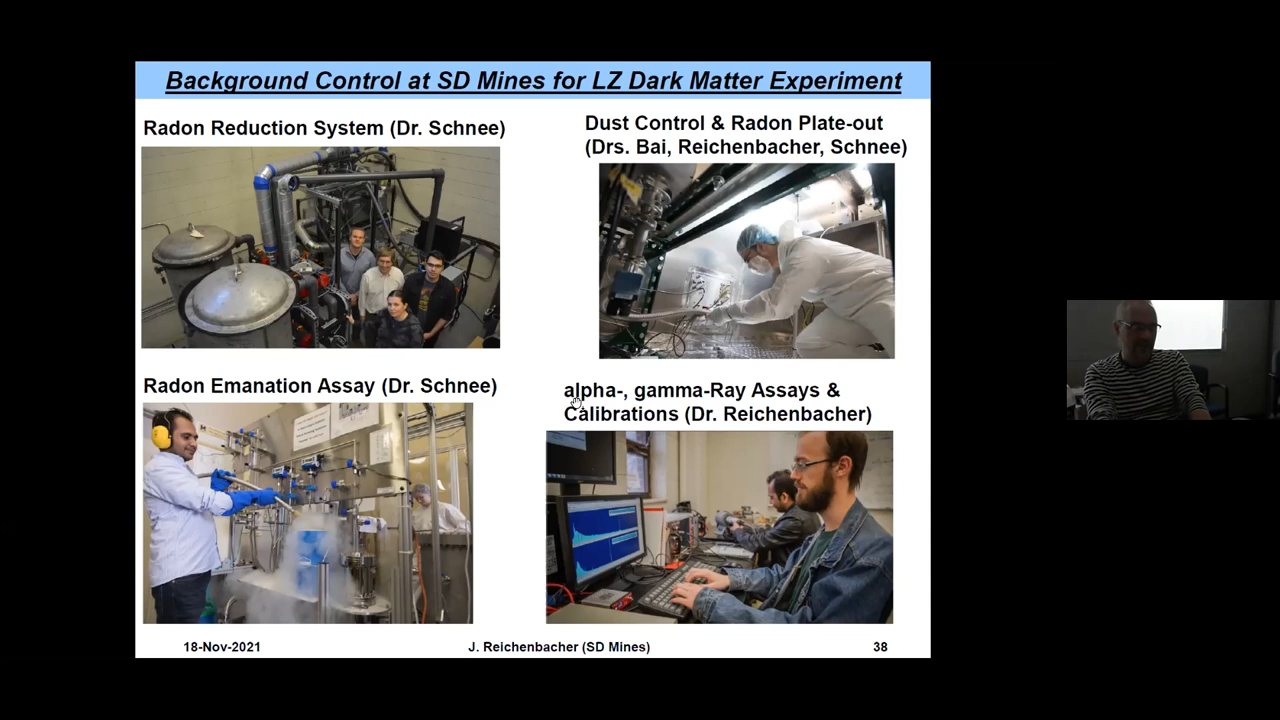 Background Control at SD Mines for LZ Dark Matter Experiment
Radon Reduction System (Dr. Schnee)
Dust Control & Radon Plate-out
(Drs. Bai, Reichenbacher, Schnee)
Radon Emanation Assay (Dr. Schnee)
alpha-, gamma-Ray Assays &
Calibrations (Dr. Reichenbacher)
18-Nov-2021
J. Reichenbacher (SD Mines)
38